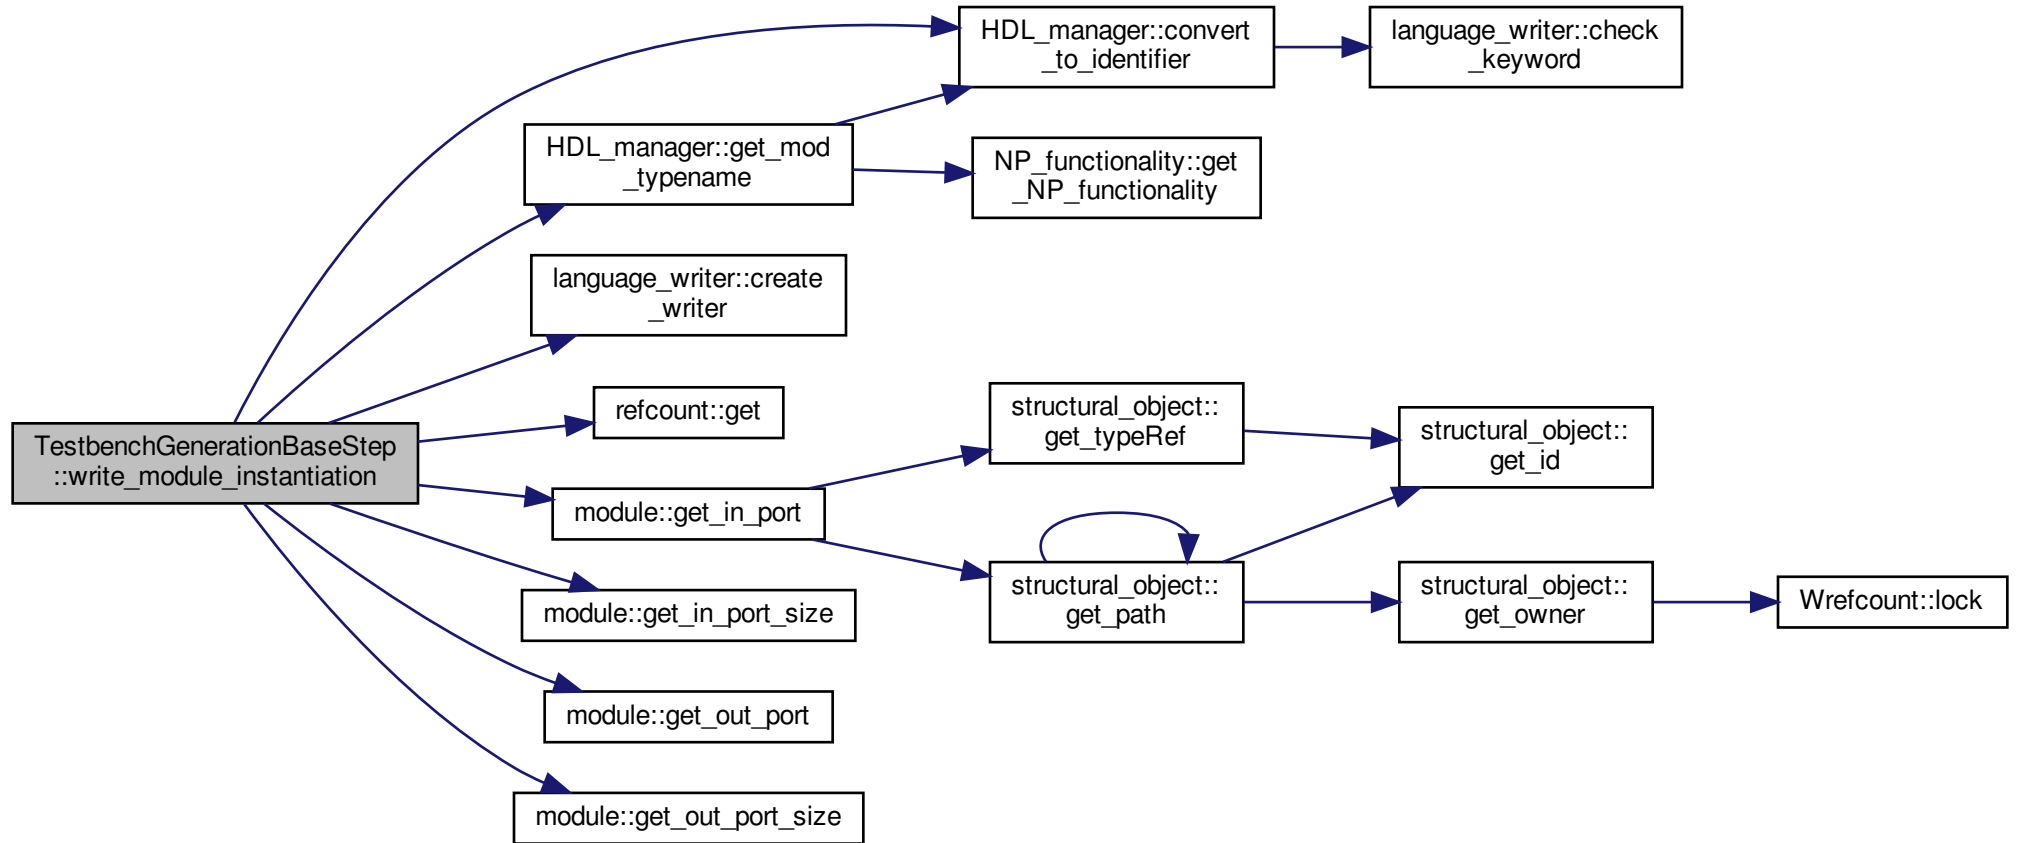 HDL_manager::convert
_to_identifier
language_writer::check
_keyword
HDL_manager::get_mod
_typename
NP_functionality::get
_NP_functionality
language_writer::create
_writer
refcount::get
structural_object::
get_typeRef
structural_object::
get_id
TestbenchGenerationBaseStep
::write_module_instantiation
module::get_in_port
structural_object::
get_path
structural_object::
get_owner
Wrefcount::lock
module::get_in_port_size
module::get_out_port
module::get_out_port_size